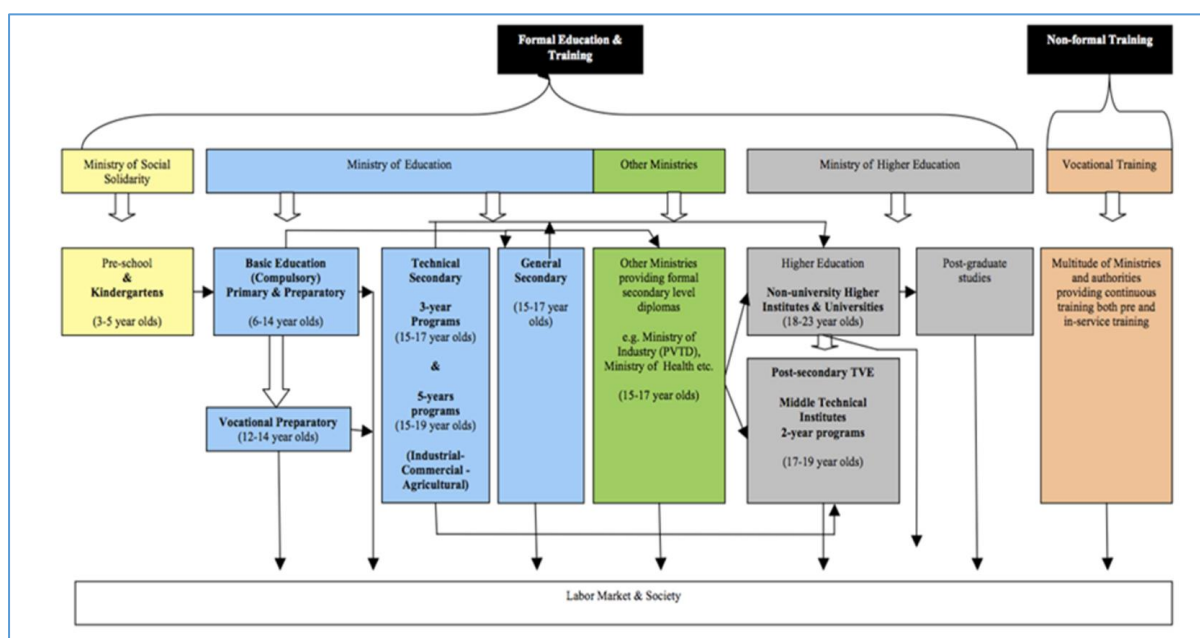 Formal Education &
Training
Non-formal Training
Ministry of Social
Solidarity
Ministry of Education
Other Ministries
Ministry of Higher Education
Vocational Training
Pre-school
&
Kindergartens
(3-5 year olds)
Basic Education
(Compulsory)
Primary & Preparatory
(6-14 year olds)
Vocational Preparatory
(12-14 year olds)
Technical
Secondary
3-year
Programs
(15-17 year olds)
&
5-years
programs
(15-19 year olds)
(Industrial-
Commercial -
Agricultural)
General
Secondary
(15-17 year
olds)
Other Ministries
providing formal
secondary level
diplomas
e.g. Ministry of
Industry (PVTD),
Ministry of Health etc.
(15-17 year olds)
Higher Education
Non-university Higher
Institutes & Universities
(18-23 year olds)
Post-secondary TVE
Middle Technical
Institutes
2-year programs
(17-19 year olds)
Post-graduate
studies
Multitude of Ministries
and authorities
providing continuous
training both pre and
in-service training
Labor Market & Society